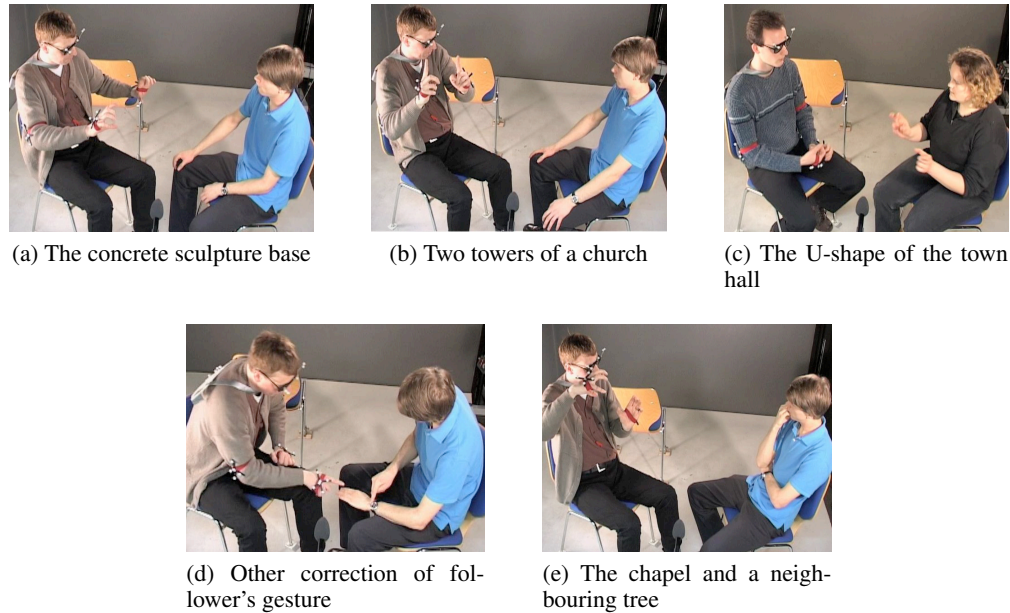 (a) The concrete sculpture base
(b) Two towers of a church
(c) The U-shape of the town
hall
(d) Other correction of fol-
lower's gesture
(e) The chapel and a neigh-
bouring tree